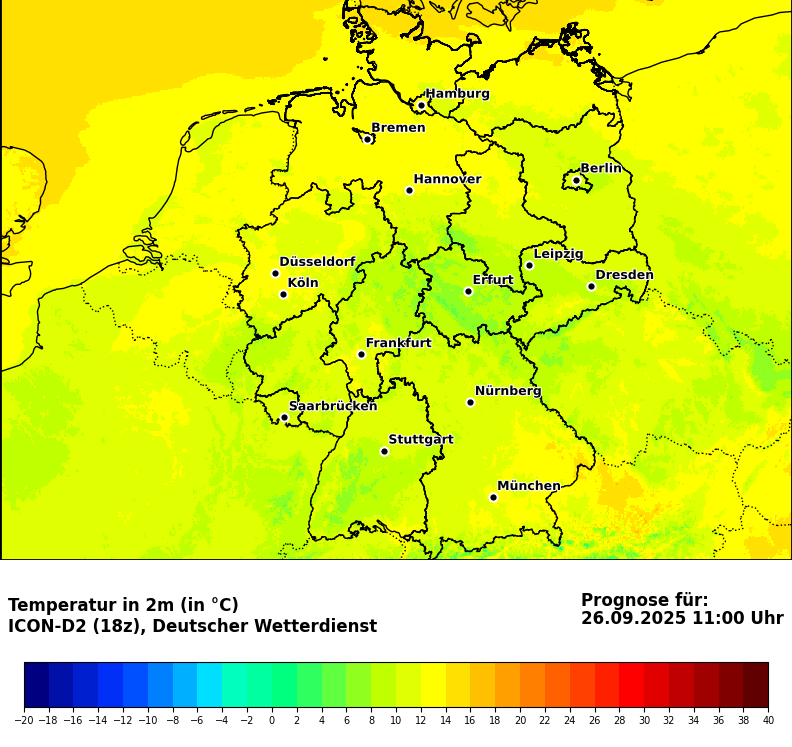 Hamburg
Bremen
Berlin
Hannover
Leipzig
Düsseldorf
Dresden
Köln
Erfurt
Frankfurt
Nürnberg
Saarbrücken
Stuttgart
München
Temperatur in 2m (in °C)
ICON-D2 (18z), Deutscher Wetterdienst
Prognose für:
26.09.2025 11:00 Uhr
−20 −18 −16 −14 −12 −10 −8 −6 −4 −2 0 2 4 6 8 10 12 14 16 18 20 22 24 26 28 30 32 34 36 38 40